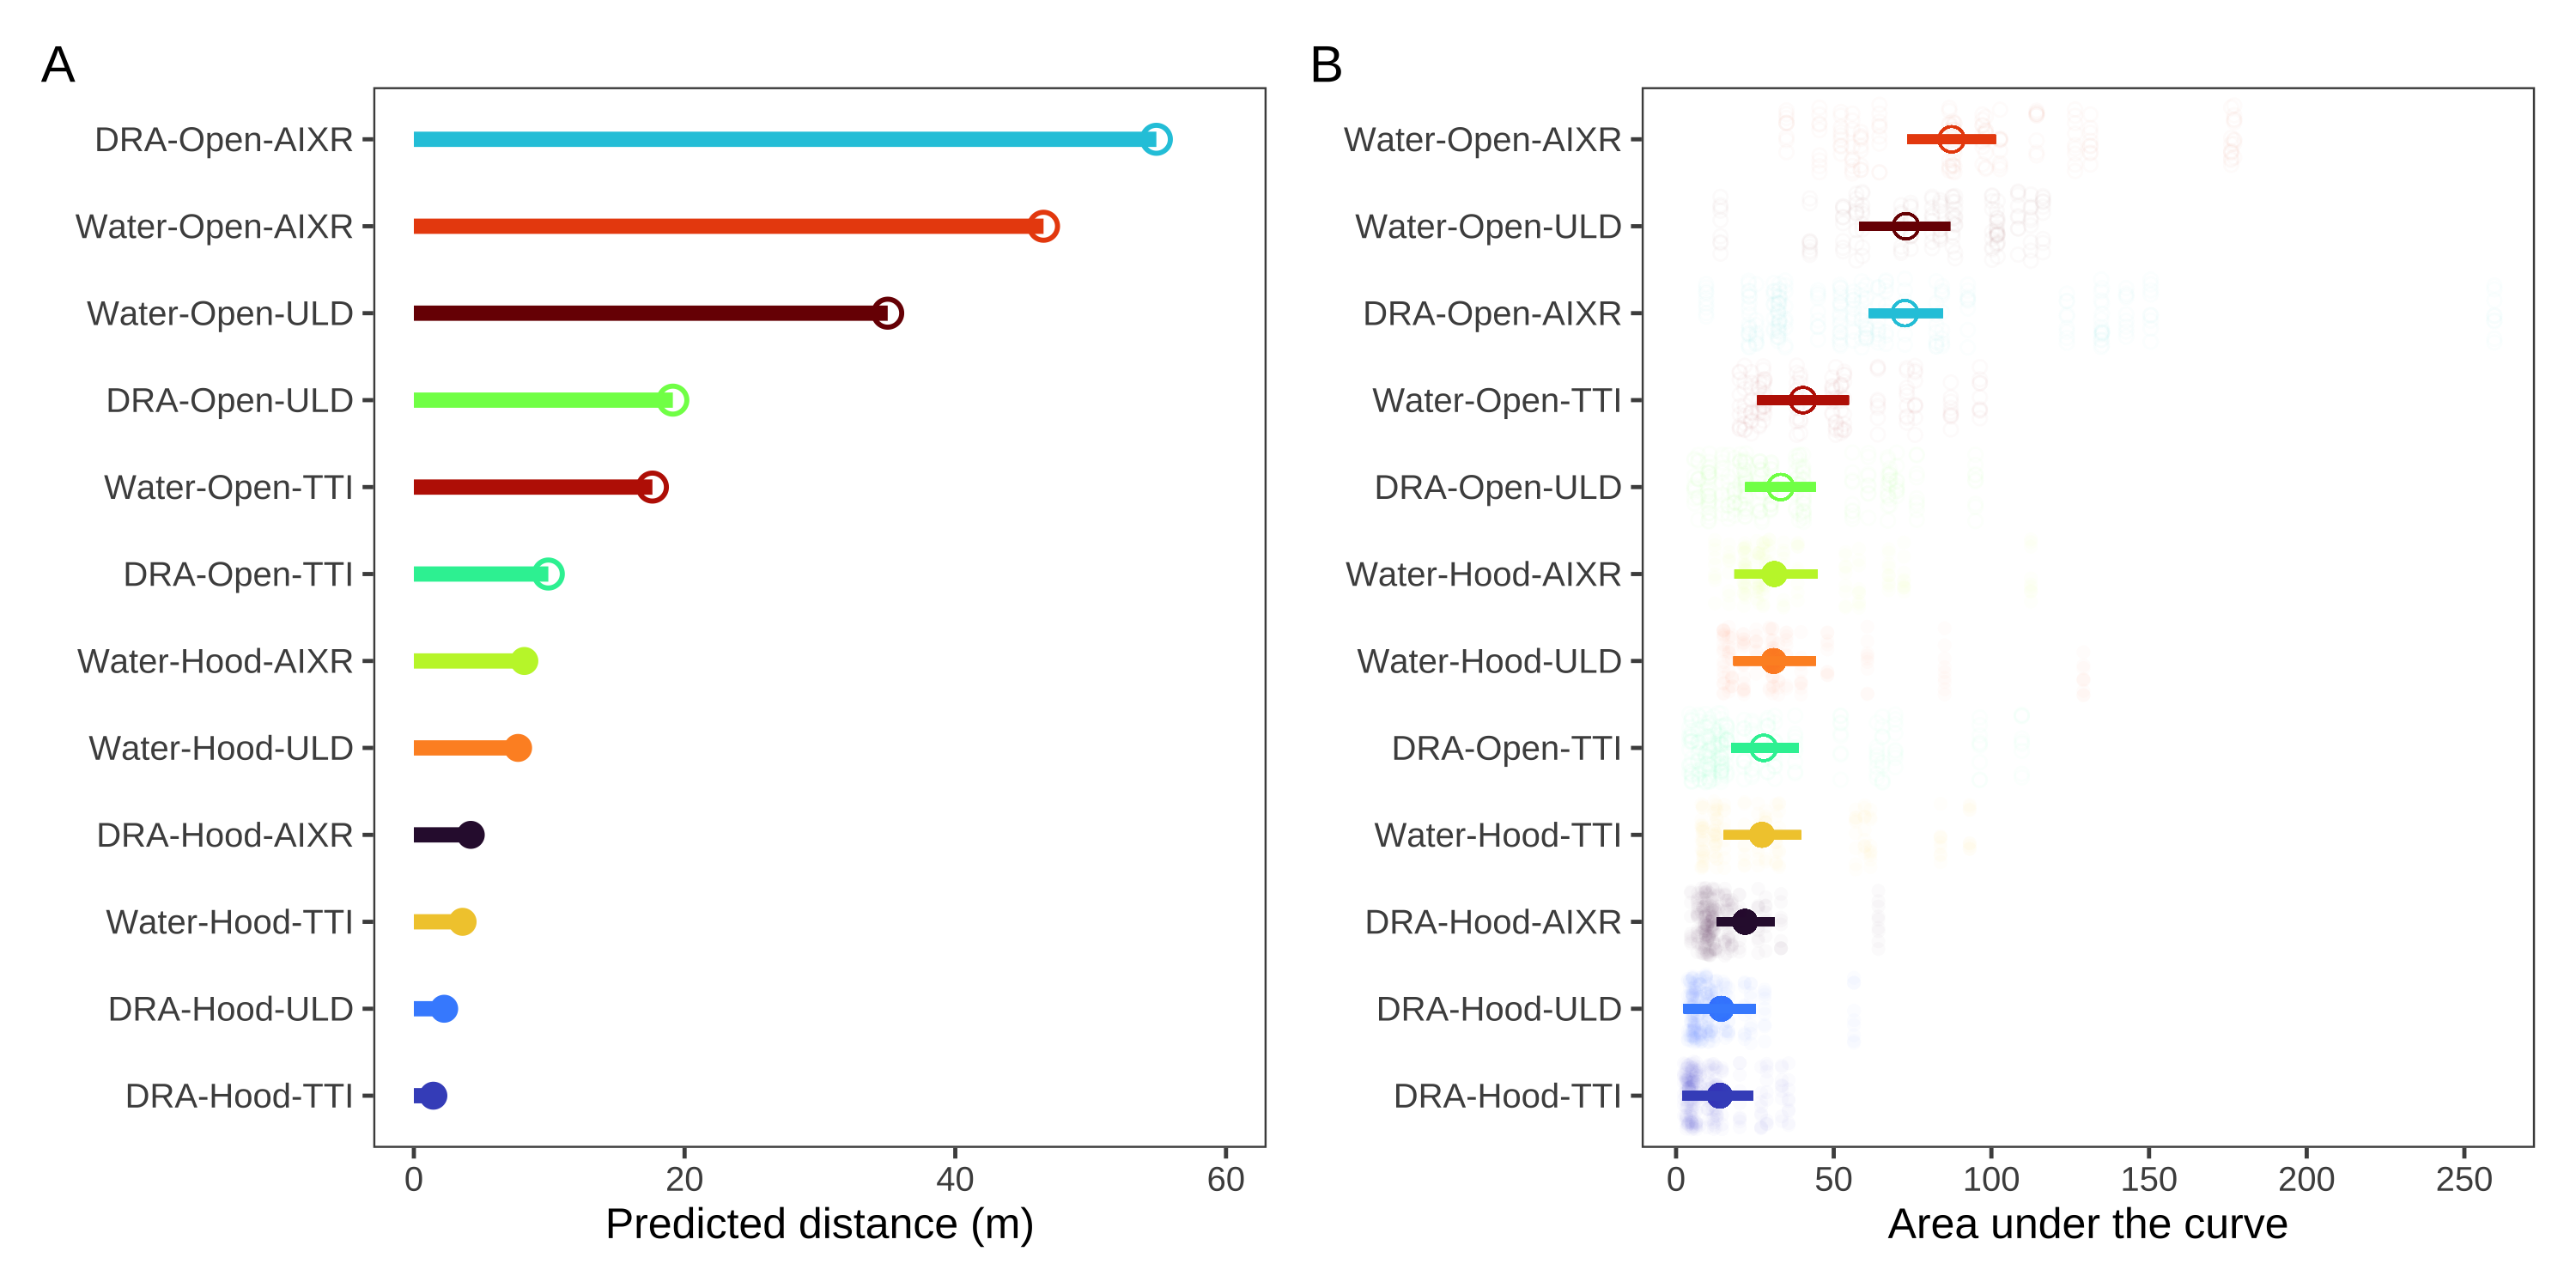 A
DRA-Open-AIXR
Water-Open-AIXR
Water-Open-ULD
DRA-Open-ULD
Water-Open-TTI
DRA-Open-TTI
Water-Hood-AIXR
Water-Hood-ULD
DRA-Hood-AIXR
Water-Hood-TTI
DRA-Hood-ULD
DRA-Hood-TTI
0 20 40 60
Predicted distance (m)
B
Water-Open-AIXR
Water-Open-ULD
DRA-Open-AIXR
Water-Open-TTI
DRA-Open-ULD
Water-Hood-AIXR
Water-Hood-ULD
DRA-Open-TTI
Water-Hood-TTI
DRA-Hood-AIXR
DRA-Hood-ULD
DRA-Hood-TTI
0 50 100 150 200 250
Area under the curve